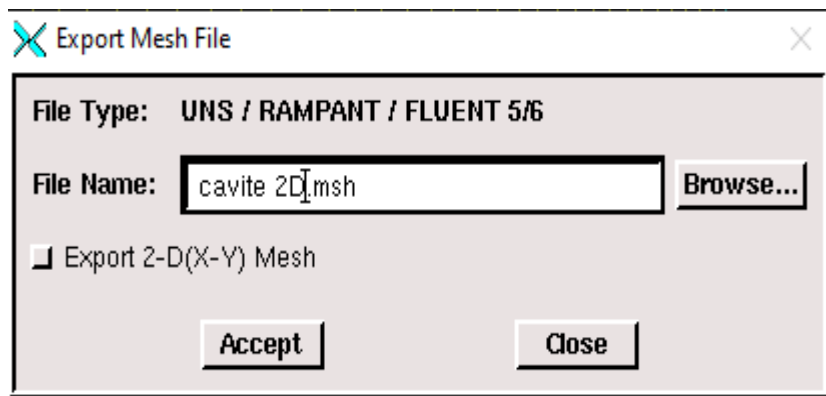 Export Mesh File
File Type: UNS / RAMPANT / FLUENT 5/6
File Name: cavite 2D.msh Browse...
Export 2-D(X-Y) Mesh
Accept Close